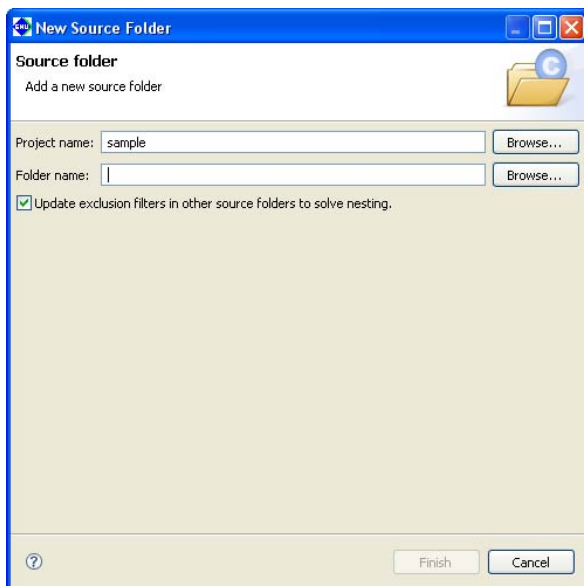 New Source Folder
Source folder
Add a new source folder
C
Project name: sample Browse...
Folder name: Browse...
Update exclusion filters in other source folders to solve nesting.
? Finish Cancel